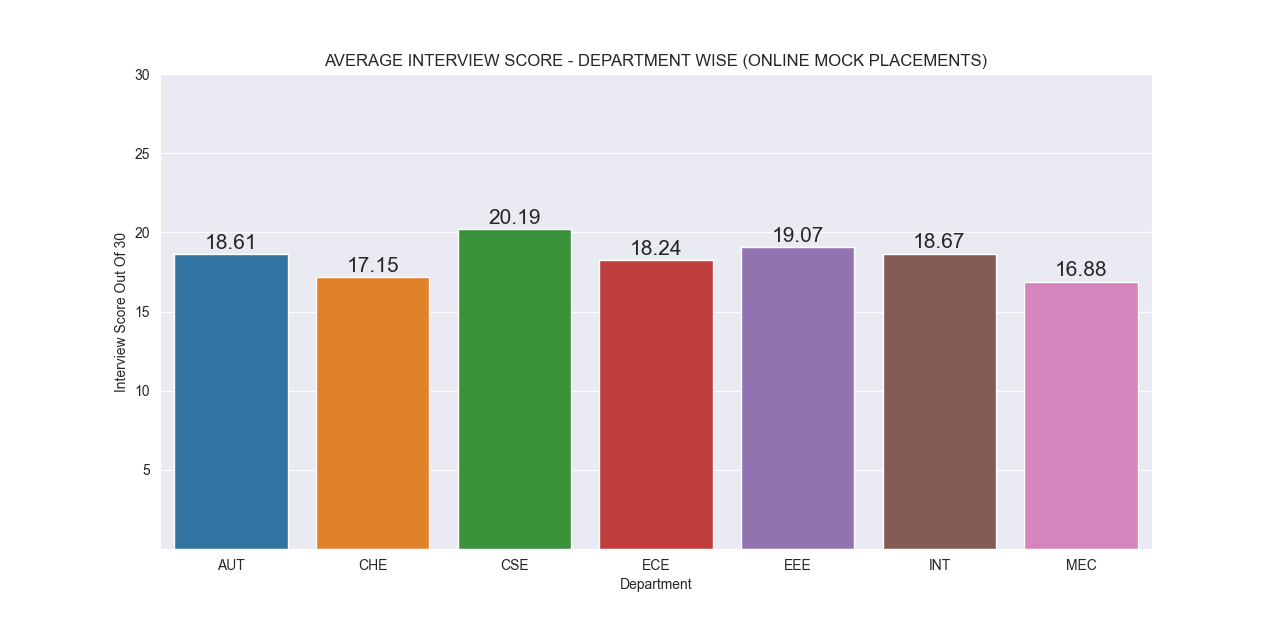 AVERAGE INTERVIEW SCORE - DEPARTMENT WISE (ONLINE MOCK PLACEMENTS)
30
25
20
15
10
5
Interview Score Out Of 30
18.61
17.15
20.19
18.24
19.07
18.67
16.88
AUT
CHE
CSE
ECE
EEE
INT
MEC
Department